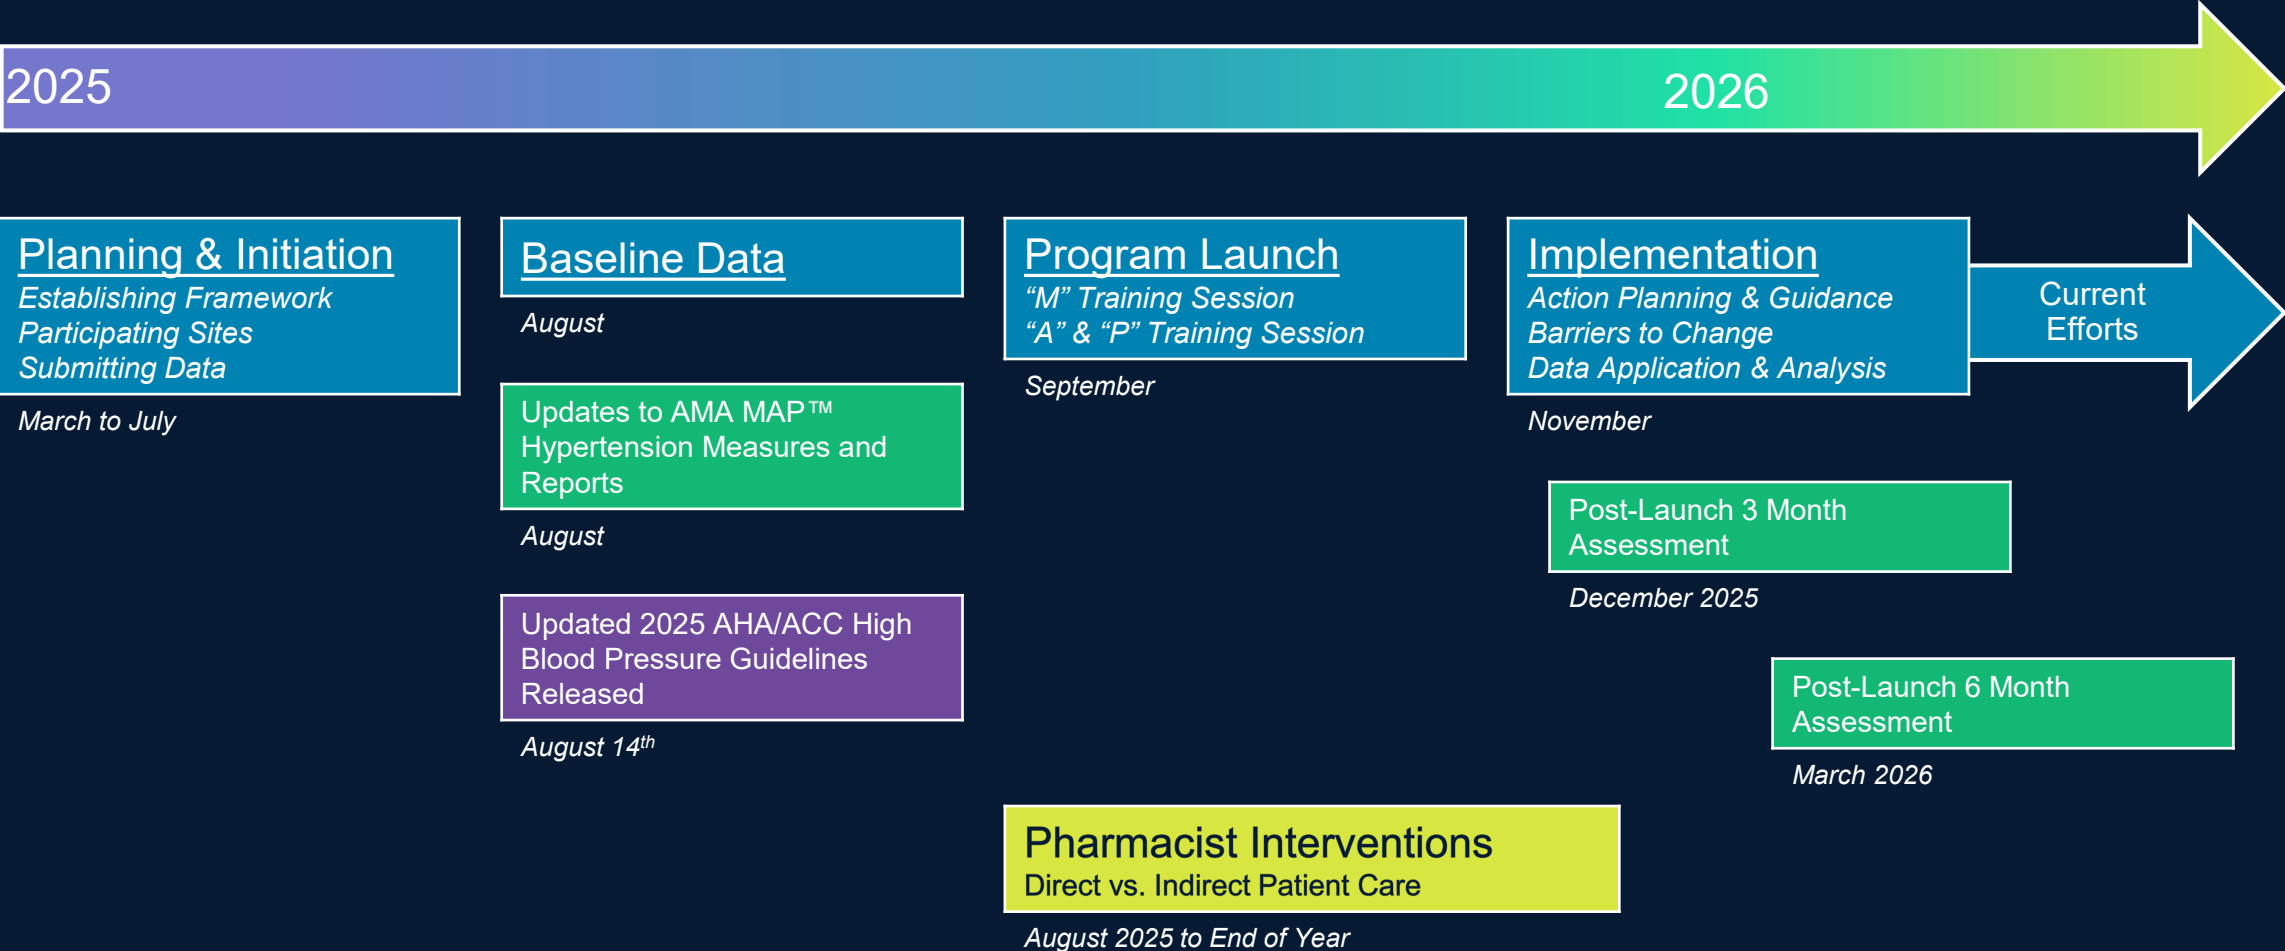 2025
2026
Planning & Initiation
Establishing Framework
Participating Sites
Submitting Data
March to July
Baseline Data
August
Updates to AMA MAP™
Hypertension Measures and
Reports
August
Updated 2025 AHA/ACC High
Blood Pressure Guidelines
Released
August 14th
Program Launch
“M” Training Session
“A” & “P” Training Session
September
Implementation
Action Planning & Guidance
Barriers to Change
Data Application & Analysis
November
Current
Efforts
Post-Launch 3 Month
Assessment
December 2025
Post-Launch 6 Month
Assessment
March 2026
Pharmacist Interventions
Direct vs. Indirect Patient Care
August 2025 to End of Year